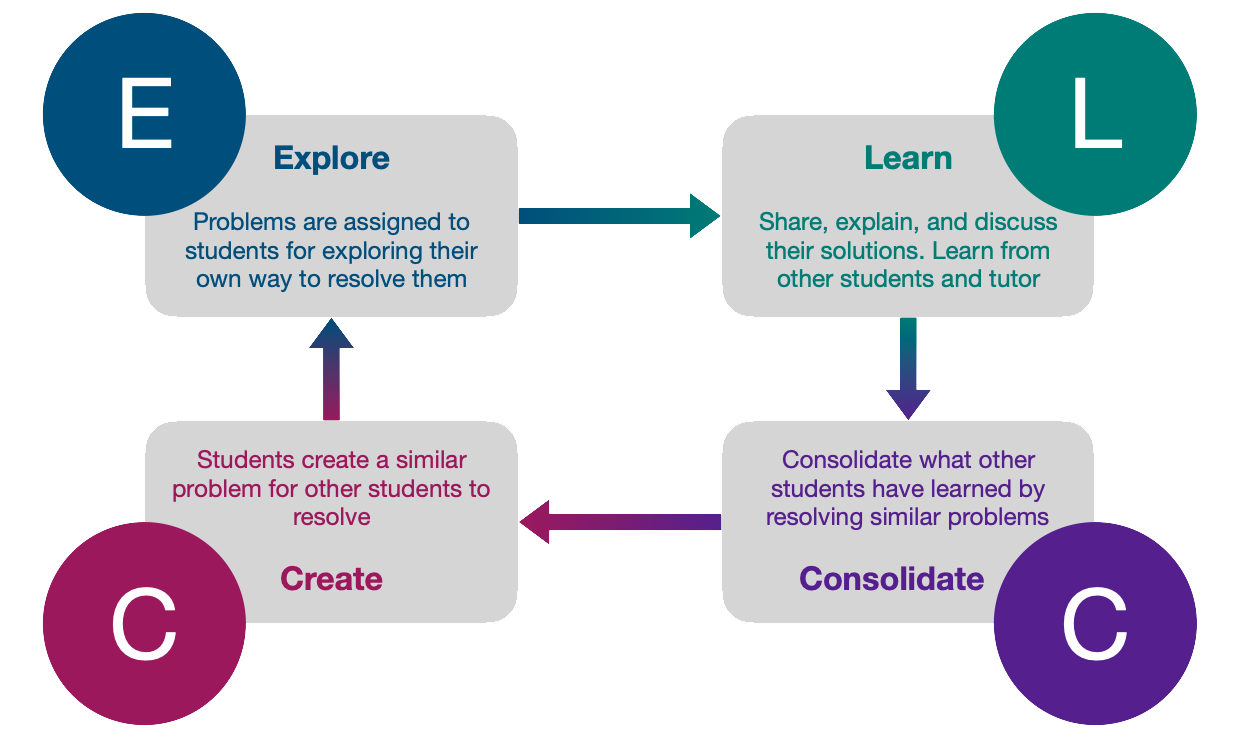 E
Explore
Problems are assigned to
students for exploring their
own way to resolve them
L
Learn
Share, explain, and discuss
their solutions. Learn from
other students and tutor
Consolidate what other
students have learned by
resolving similar problems
Consolidate
C
Students create a similar
problem for other students to
resolve
Create
C